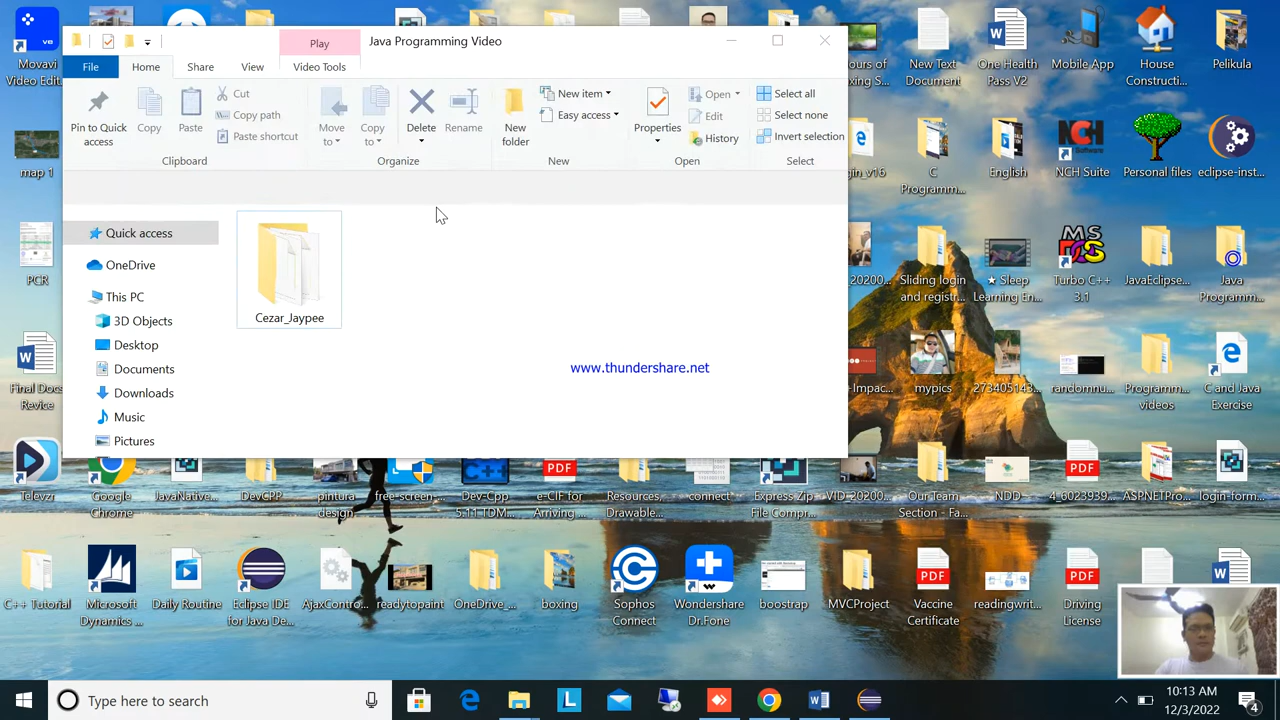 Play
Java Programming Video
File
Home
Share
View
Video Tools
Pin to Quick access
Copy
Paste
Cut
Copy path
Paste shortcut
Clipboard
Move to
Copy to
Delete
Rename
Organize
New folder
New item
Easy access
New
Properties
Open
Edit
History
Open
Select all
Select none
Invert selection
Select
Quick access
OneDrive
This PC
3D Objects
Desktop
Documents
Downloads
Music
Pictures
Cezar_Jaypee
www.thundershare.net
Movavi
Video Edit...
map 1
PCR
Final Docs
Revice
Televzr
New Text
Document
One Health
Pass V2
Mobile App
House
Constructi...
Pelikula
C
Programm...
English
NCH Suite
Personal files
eclipse-inst...
Sliding login
and registr...
★ Sleep
Learning En...
Turbo C++
3.1
JavaEclipse...
Java
Programm...
mypics
273405143...
randomnu...
Programm...
videos
C and Java
Exercise
Google
Chrome
JavaNative...
DevCPP
pintura
design
free-screen-...
Dev-Cpp
5.11 TDM...
e-CIF for
Arriving ...
Resources,
Drawable...
connect
Express Zip
File Compr...
VID_20200...
Our Team
Section - Fa...
NDD
4_6023939...
ASPNETPro...
login-form...
C++ Tutorial
Microsoft
Dynamics ...
Daily Routine
Eclipse IDE
for Java De...
AjaxContro...
readytopaint
OneDrive_...
boxing
Sophos
Connect
Wondershare
Dr.Fone
boostrap
MVCProject
Vaccine
Certificate
readingwrit...
Driving
License
Type here to search
10:13 AM
12/3/2022
4